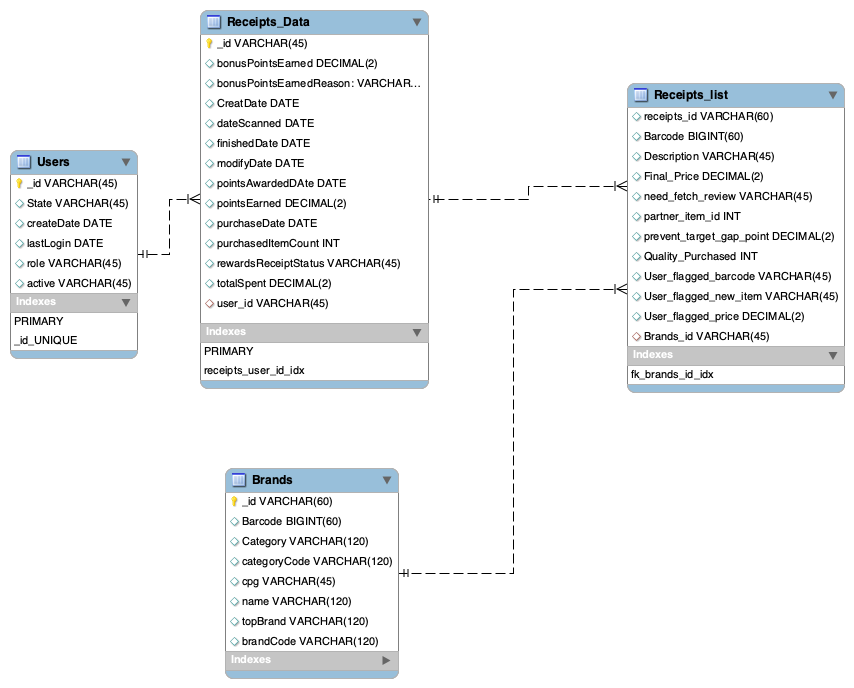 Receipts_Data
_id VARCHAR(45)
bonusPointsEarned DECIMAL(2)
bonusPointsEarnedReason: VARCHAR...
CreatDate DATE
dateScanned DATE
finishedDate DATE
modifyDate DATE
pointsAwardedDAte DATE
pointsEarned DECIMAL(2)
purchaseDate DATE
purchasedItemCount INT
rewardsReceiptStatus VARCHAR(45)
totalSpent DECIMAL(2)
user_id VARCHAR(45)
Indexes
PRIMARY
receipts_user_id_idx
Receipts_list
receipts_id VARCHAR(60)
Barcode BIGINT(60)
Description VARCHAR(45)
Final_Price DECIMAL(2)
need_fetch_review VARCHAR(45)
partner_item_id INT
prevent_target_gap_point DECIMAL(2)
Quality_Purchased INT
User_flagged_barcode VARCHAR(45)
User_flagged_new_item VARCHAR(45)
User_flagged_price DECIMAL(2)
Brands_id VARCHAR(45)
Indexes
fk_brands_id_idx
Users
_id VARCHAR(45)
State VARCHAR(45)
createDate DATE
lastLogin DATE
role VARCHAR(45)
active VARCHAR(45)
Indexes
PRIMARY
_id_UNIQUE
Brands
_id VARCHAR(60)
Barcode BIGINT(60)
Category VARCHAR(120)
categoryCode VARCHAR(120)
cpg VARCHAR(45)
name VARCHAR(120)
topBrand VARCHAR(120)
brandCode VARCHAR(120)
Indexes